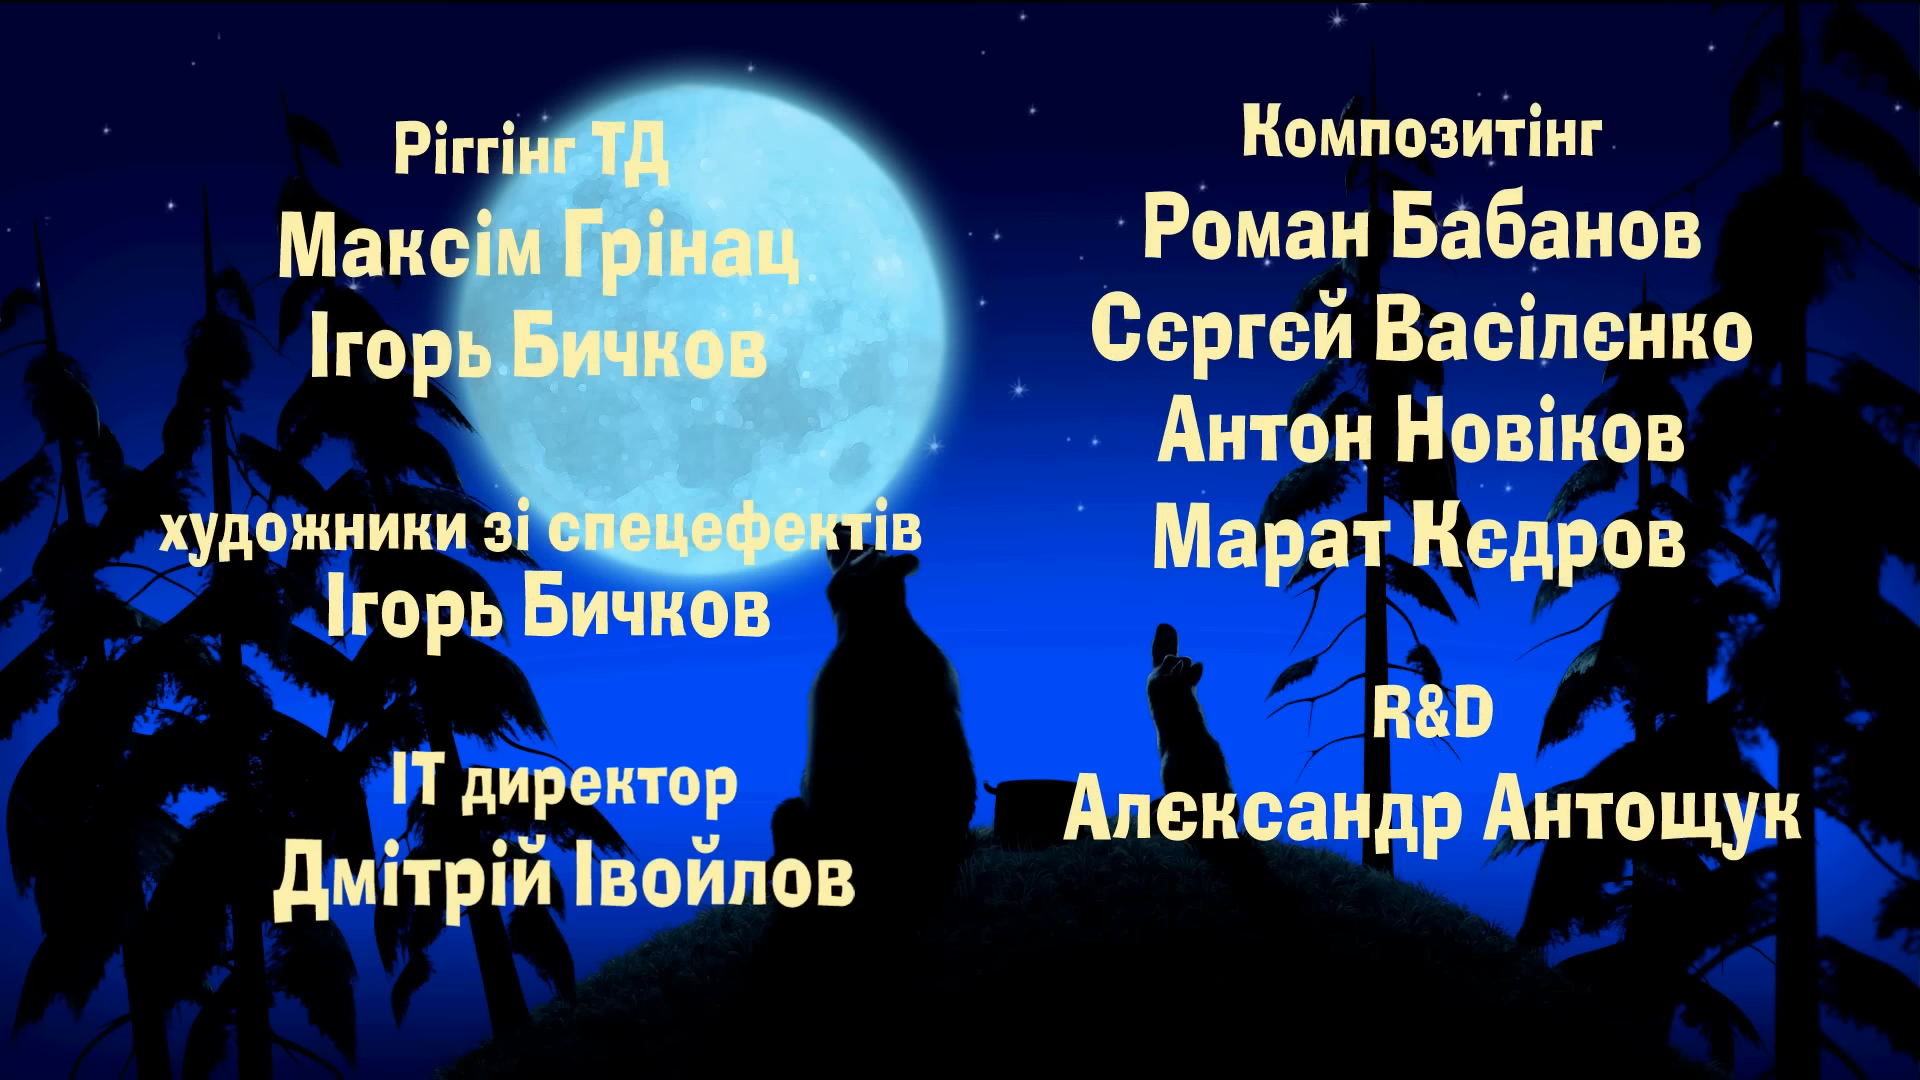 Ріггінг ТД
Максім Грінац
Ігорь Бичков
художники зі спецефектів
Ігорь Бичков
ІТ директор
Дмітрій Івойлов
Композитінг
Роман Бабанов
Сєргєй Васілєнко
Антон Новіков
Марат Кєдров
R&D
Алєксандр Антощук